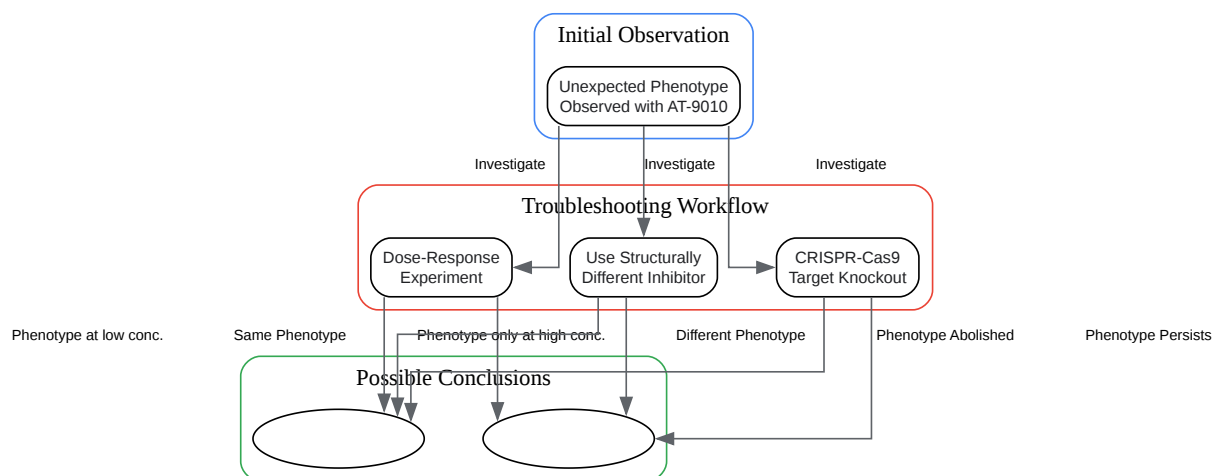 Initial Observation
Unexpected Phenotype
Observed with AT-9010
Investigate
Investigate
Investigate
Troubleshooting Workflow
Dose-Response
Experiment
Use Structurally
Different Inhibitor
CRISPR-Cas9
Target Knockout
Phenotype at low conc.
Same Phenotype
Phenotype only at high conc.
Different Phenotype
Phenotype Abolished
Phenotype Persists
Possible Conclusions